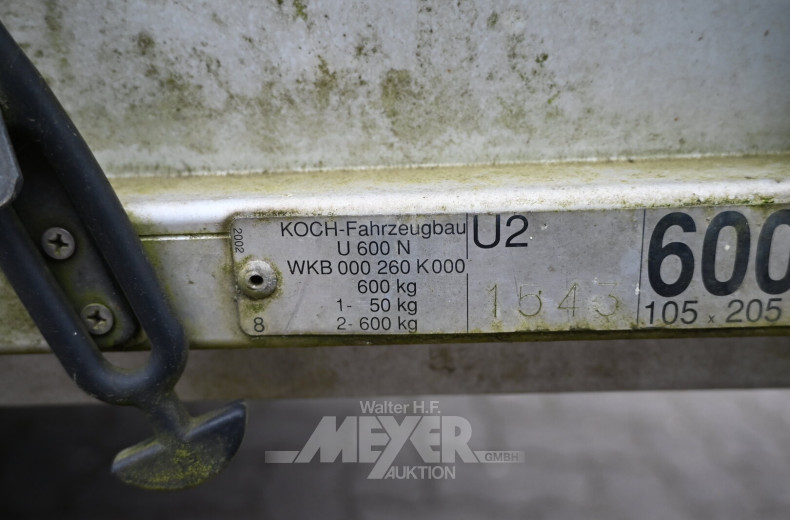 2002
KOCH-Fahrzeugbau
U 600 N
WKB 000 260 K000
600 kg
1- 50 kg
2- 600 kg
8
U2
1543
600
105 x 205
Walter H.F.
MEYER
GMBH
AUKTION